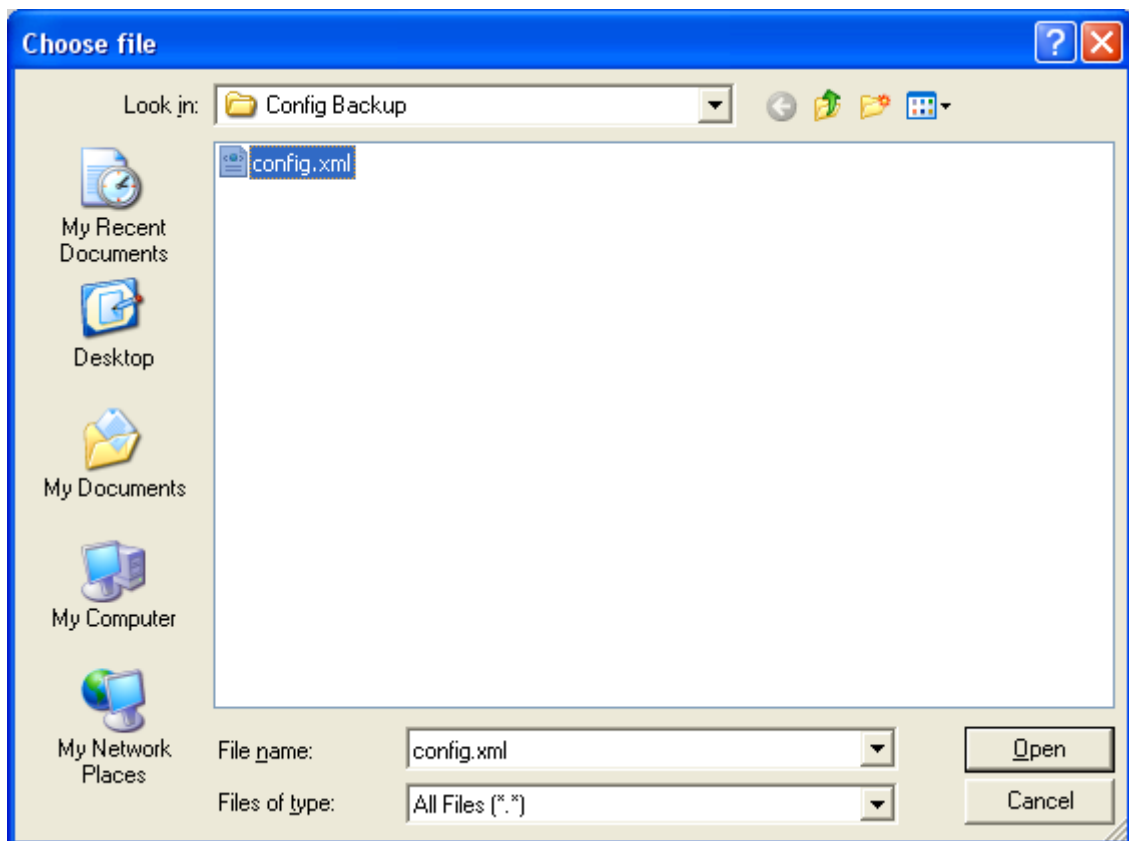 Choose file
Look in:
Config Backup
config.xml
My Recent
Documents
Desktop
My Documents
My Computer
My Network
Places
File name:
config.xml
Open
Files of type:
All Files (*.*)
Cancel